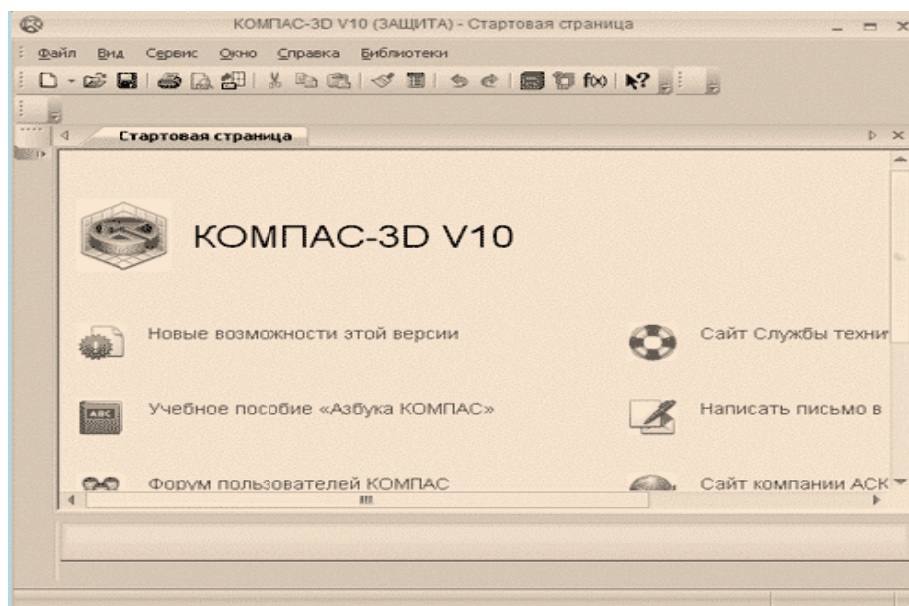 КОМПАС-3D V10 (ЗАЩИТА) - Стартовая страница
Файл Вид Сервис Окно Справка Библиотеки
f(x)
Стартовая страница
КОМПАС-3D V10
Новые возможности этой версии
Сайт Службы техни
ABC
Учебное пособие «Азбука КОМПАС»
Написать письмо в
Форум пользователей КОМПАС
Сайт компании АСК